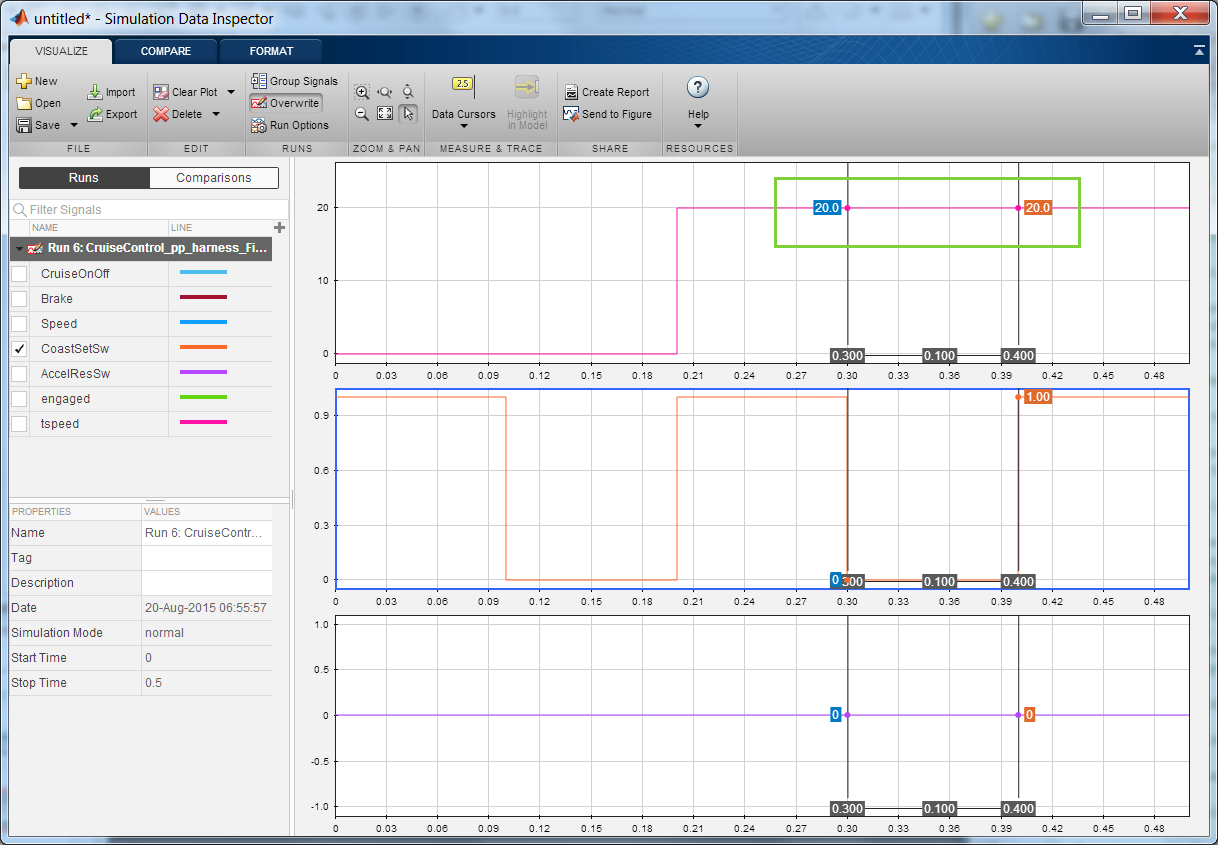 untitled* - Simulation Data Inspector
VISUALIZE COMPARE FORMAT
New
Open
Save
Import
Export
FILE
Clear Plot
Delete
EDIT
Group Signals
Overwrite
Run Options
RUNS
ZOOM & PAN
2.5
Data Cursors
Highlight
in Model
MEASURE & TRACE
Create Report
Send to Figure
SHARE
?
Help
RESOURCES
Runs Comparisons
Filter Signals
NAME LINE
Run 6: CruiseControl_pp_harness_Fi...
CruiseOnOff
Brake
Speed
CoastSetSw
AccelResSw
engaged
tspeed
PROPERTIES VALUES
Name Run 6: CruiseContr...
Tag
Description
Date 20-Aug-2015 06:55:57
Simulation Mode normal
Start Time 0
Stop Time 0.5
20
10
0
20.0 20.0
0.300 0.100 0.400
0 0.03 0.06 0.09 0.12 0.15 0.18 0.21 0.24 0.27 0.30 0.33 0.36 0.39 0.42 0.45 0.48
0.9
0.6
0.3
0
1.00
0 300 0.100 0.400
0 0.03 0.06 0.09 0.12 0.15 0.18 0.21 0.24 0.27 0.30 0.33 0.36 0.39 0.42 0.45 0.48
1.0
0.5
0
-0.5
-1.0
0 0
0.300 0.100 0.400
0 0.03 0.06 0.09 0.12 0.15 0.18 0.21 0.24 0.27 0.30 0.33 0.36 0.39 0.42 0.45 0.48